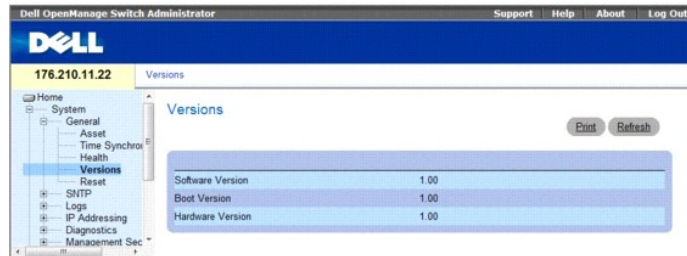 Dell OpenManage Switch Administrator Support Help About Log Out
DELL
176.210.11.22 Versions
Home
System
General
Asset
Time Synchro
Health
Versions
Reset
SNTP
Logs
IP Addressing
Diagnostics
Management Sec
Versions
Print Refresh
Software Version 1.00
Boot Version 1.00
Hardware Version 1.00